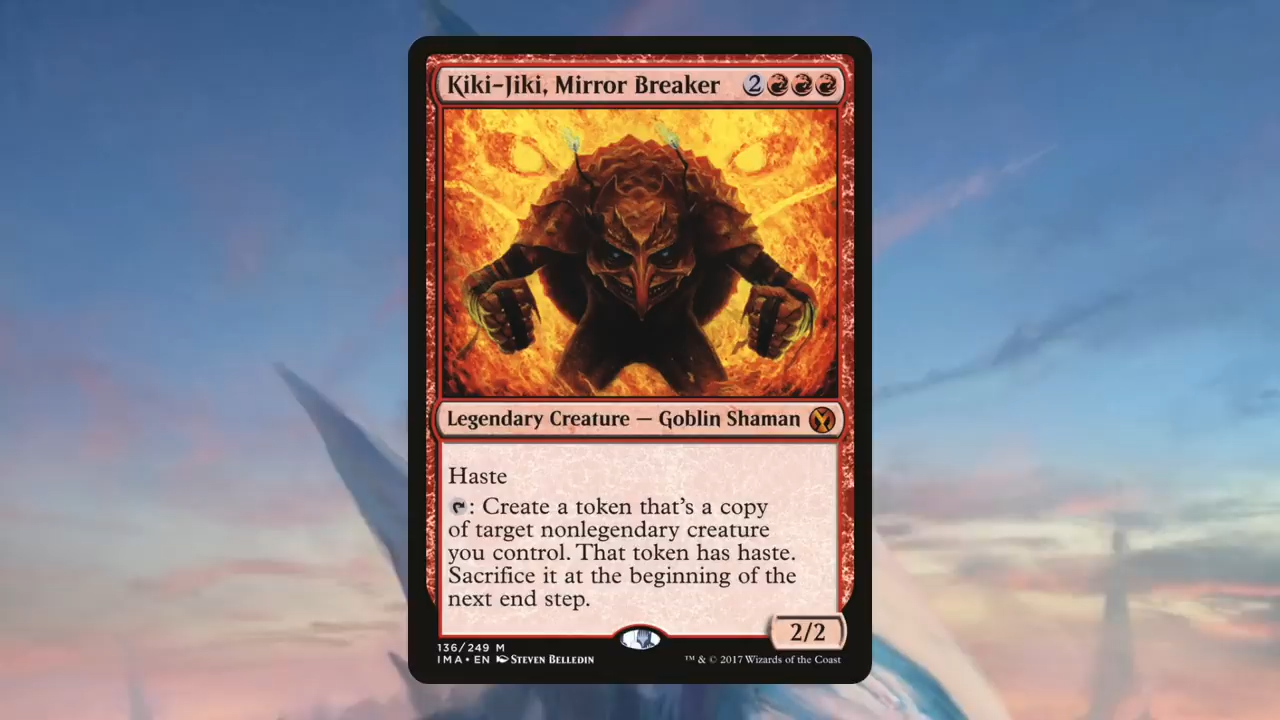 Kiki-Jiki, Mirror Breaker 2
Legendary Creature — Goblin Shaman
Haste
: Create a token that's a copy
of target nonlegendary creature
you control. That token has haste.
Sacrifice it at the beginning of the
next end step.
2/2
136/249 M
IMA • EN Steven Belledin
™ & © 2017 Wizards of the Coast